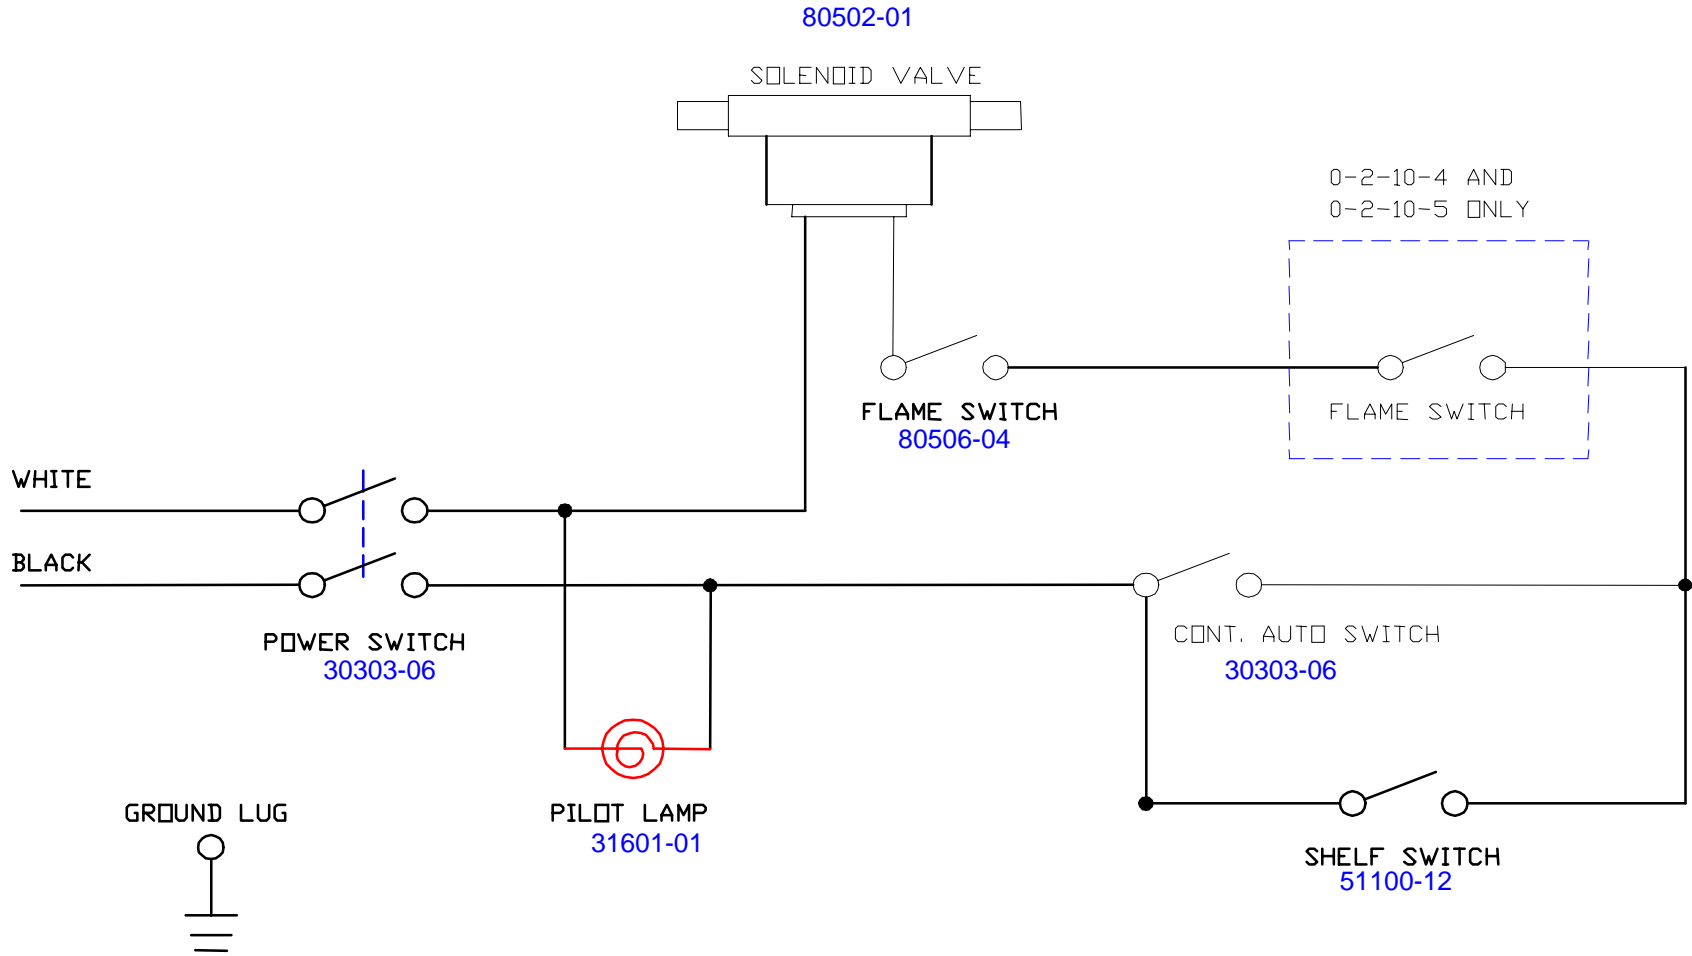 80502-01
SOLENOID VALVE
0-2-10-4 AND
0-2-10-5 ONLY
FLAME SWITCH
80506-04
FLAME SWITCH
WHITE
BLACK
POWER SWITCH
30303-06
CONT. AUTO SWITCH
30303-06
GROUND LUG
PILOT LAMP
31601-01
SHELF SWITCH
51100-12